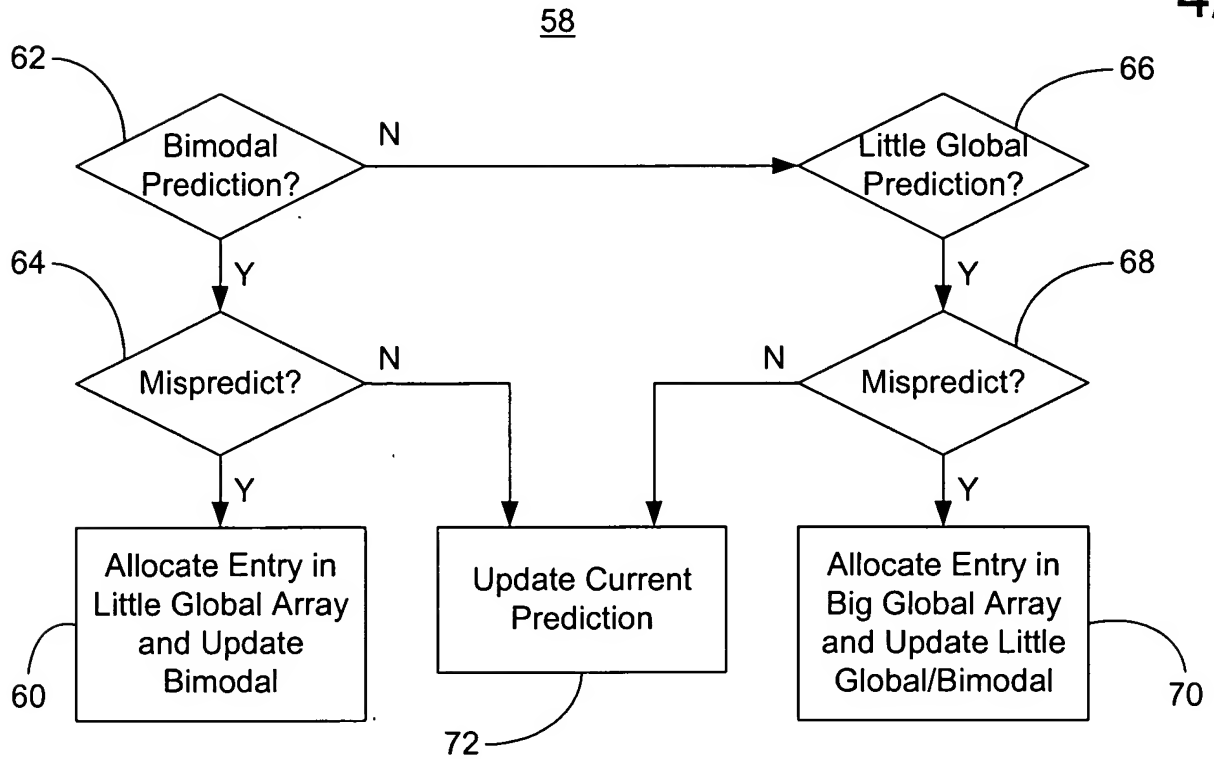 58
62
66
Bimodal
Prediction?
N
Little Global
Prediction?
64
Y
Y
68
Mispredict?
N
N
Mispredict?
Y
Y
Allocate Entry in
Little Global Array
and Update
Bimodal
Update Current
Prediction
Allocate Entry in
Big Global Array
and Update Little
Global/Bimodal
60
72
70